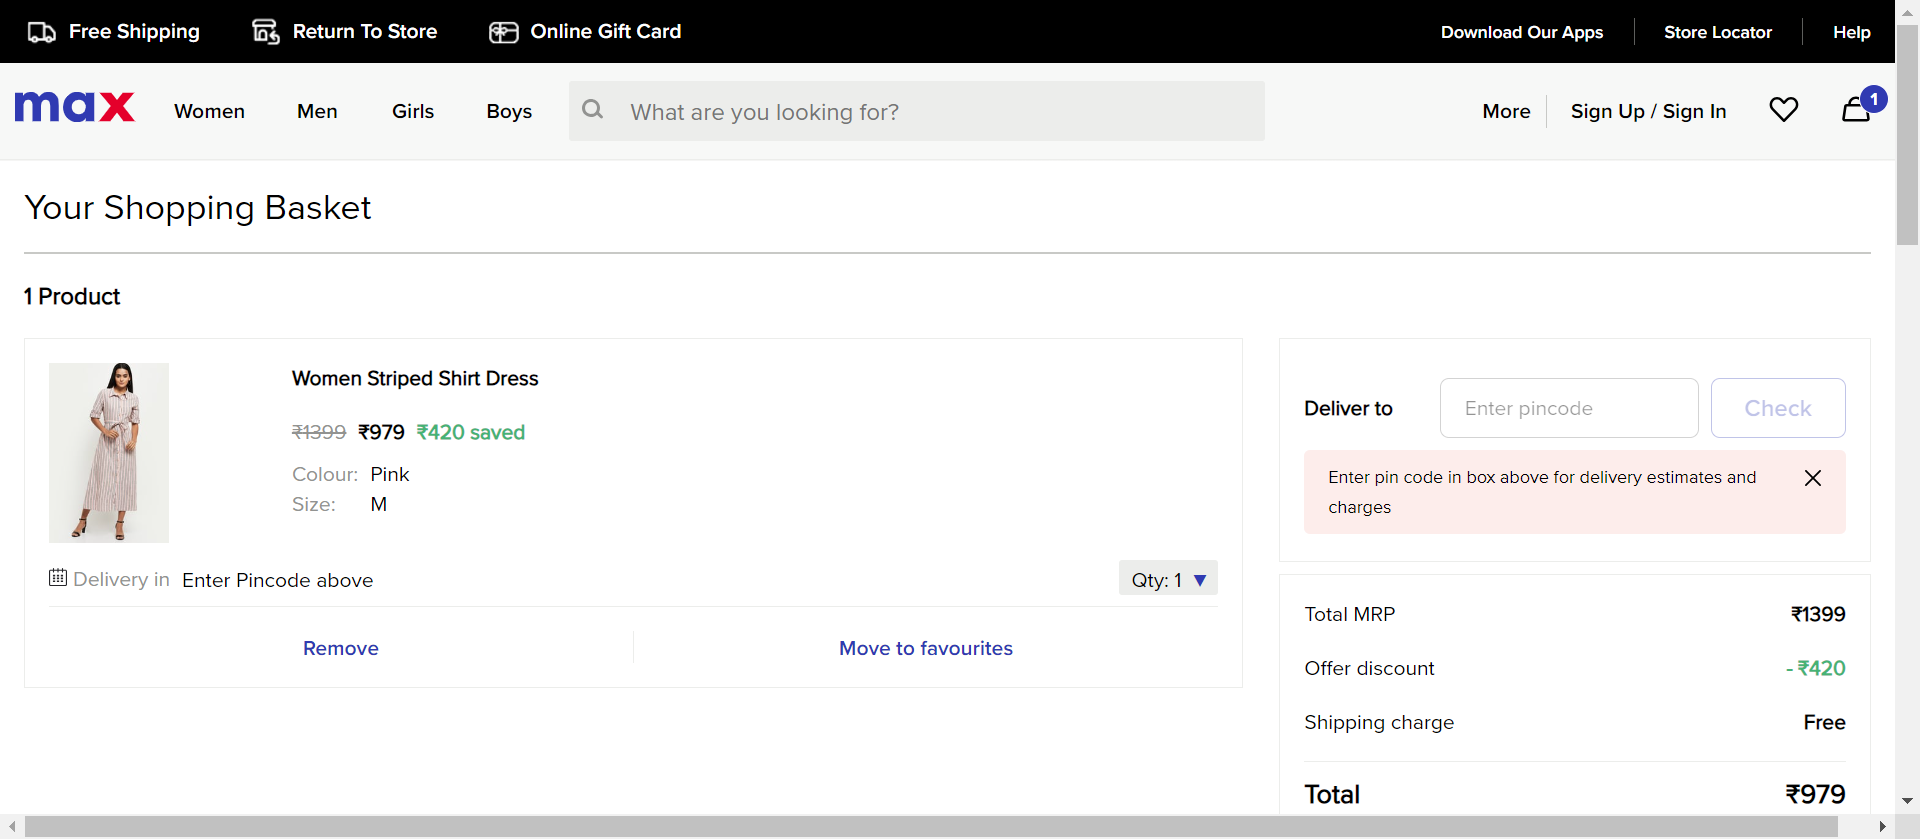 Free Shipping
Return To Store
Online Gift Card
Download Our Apps
Store Locator
Help
max
Women
Men
Girls
Boys
What are you looking for?
More
Sign Up / Sign In
1
Your Shopping Basket
1 Product
Women Striped Shirt Dress
₹1399 ₹979 ₹420 saved
Colour: Pink
Size: M
Delivery in Enter Pincode above
Qty: 1
Remove
Move to favourites
Deliver to
Enter pincode
Check
Enter pin code in box above for delivery estimates and
charges
Total MRP ₹1399
Offer discount - ₹420
Shipping charge Free
Total ₹979